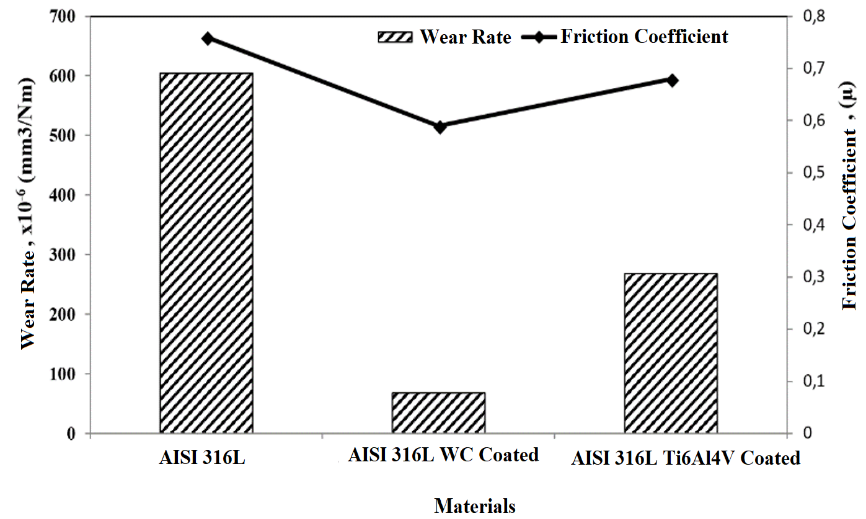 Wear Rate
Friction Coefficient
Wear Rate , x10⁻⁶ (mm3/Nm)
700
600
500
400
300
200
100
0
0,8
0,7
0,6
0,5
0,4
0,3
0,2
0,1
0
Friction Coefficient , (μ)
AISI 316L
AISI 316L WC Coated
AISI 316L Ti6Al4V Coated
Materials